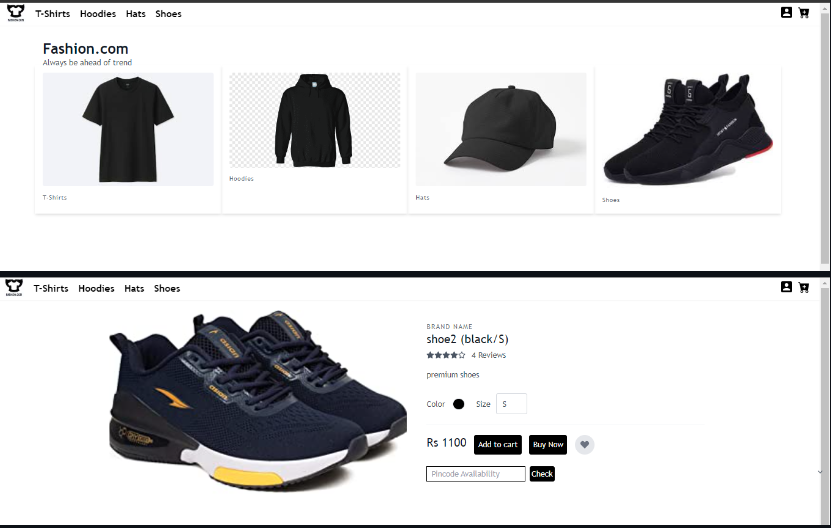 T-Shirts Hoodies Hats Shoes
Fashion.com
Always be ahead of trend
T-Shirts
Hoodies
Hats
Shoes
T-Shirts Hoodies Hats Shoes
BRAND NAME
shoe2 (black/S)
4 Reviews
premium shoes
Color Size S
Rs 1100 Add to cart Buy Now
Pincode Availability Check